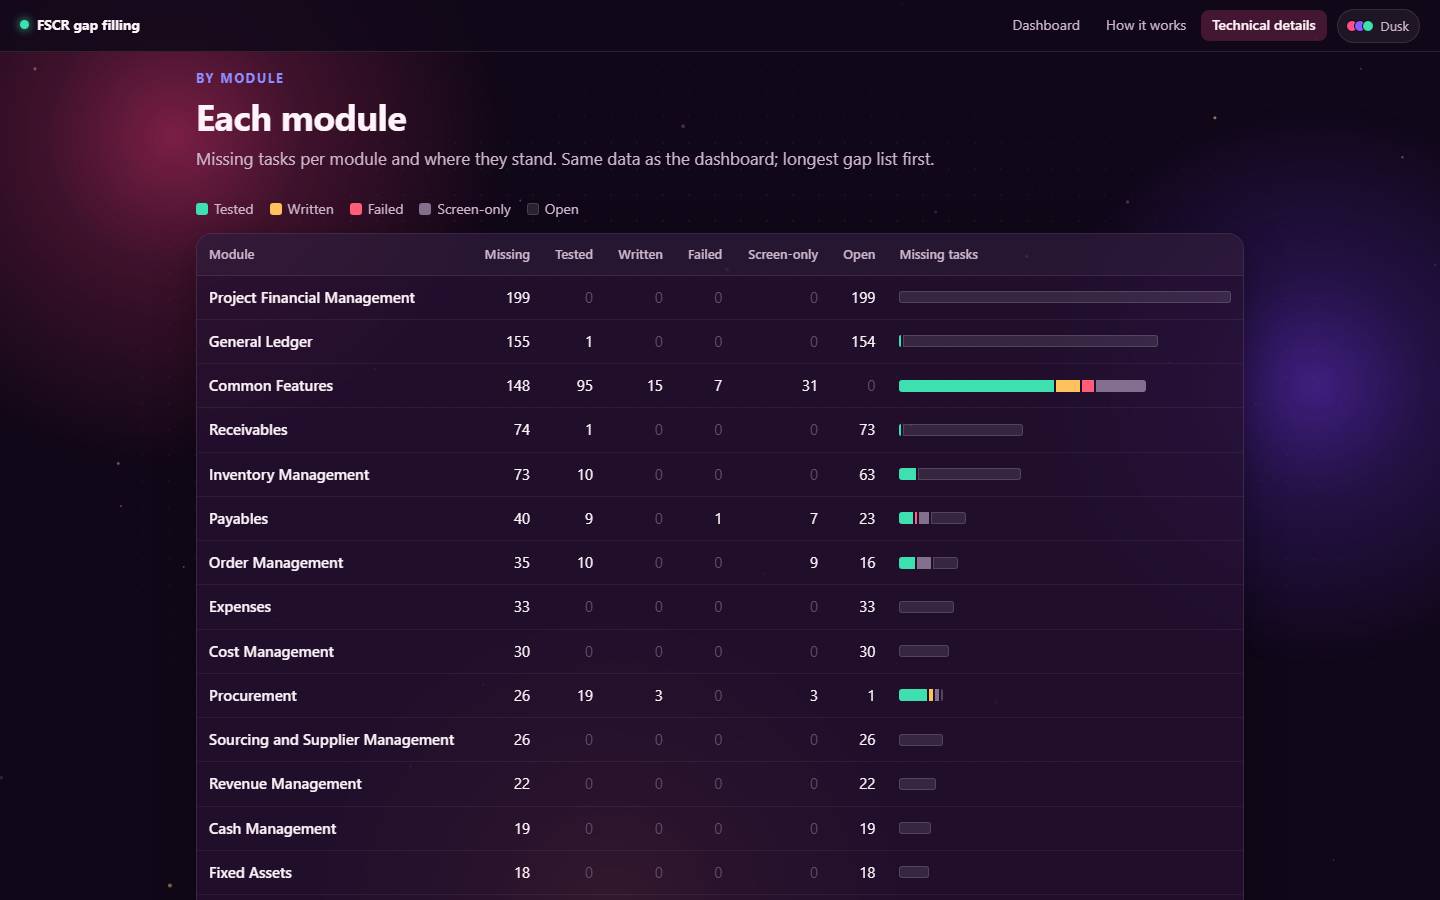 FSCR gap filling Dashboard How it works Technical details Dusk
BY MODULE
Each module
Missing tasks per module and where they stand. Same data as the dashboard; longest gap list first.
Tested Written Failed Screen-only Open
Module Missing Tested Written Failed Screen-only Open Missing tasks
Project Financial Management 199 0 0 0 0 199
General Ledger 155 1 0 0 0 154
Common Features 148 95 15 7 31 0
Receivables 74 1 0 0 0 73
Inventory Management 73 10 0 0 0 63
Payables 40 9 0 1 7 23
Order Management 35 10 0 0 9 16
Expenses 33 0 0 0 0 33
Cost Management 30 0 0 0 0 30
Procurement 26 19 3 0 3 1
Sourcing and Supplier Management 26 0 0 0 0 26
Revenue Management 22 0 0 0 0 22
Cash Management 19 0 0 0 0 19
Fixed Assets 18 0 0 0 0 18